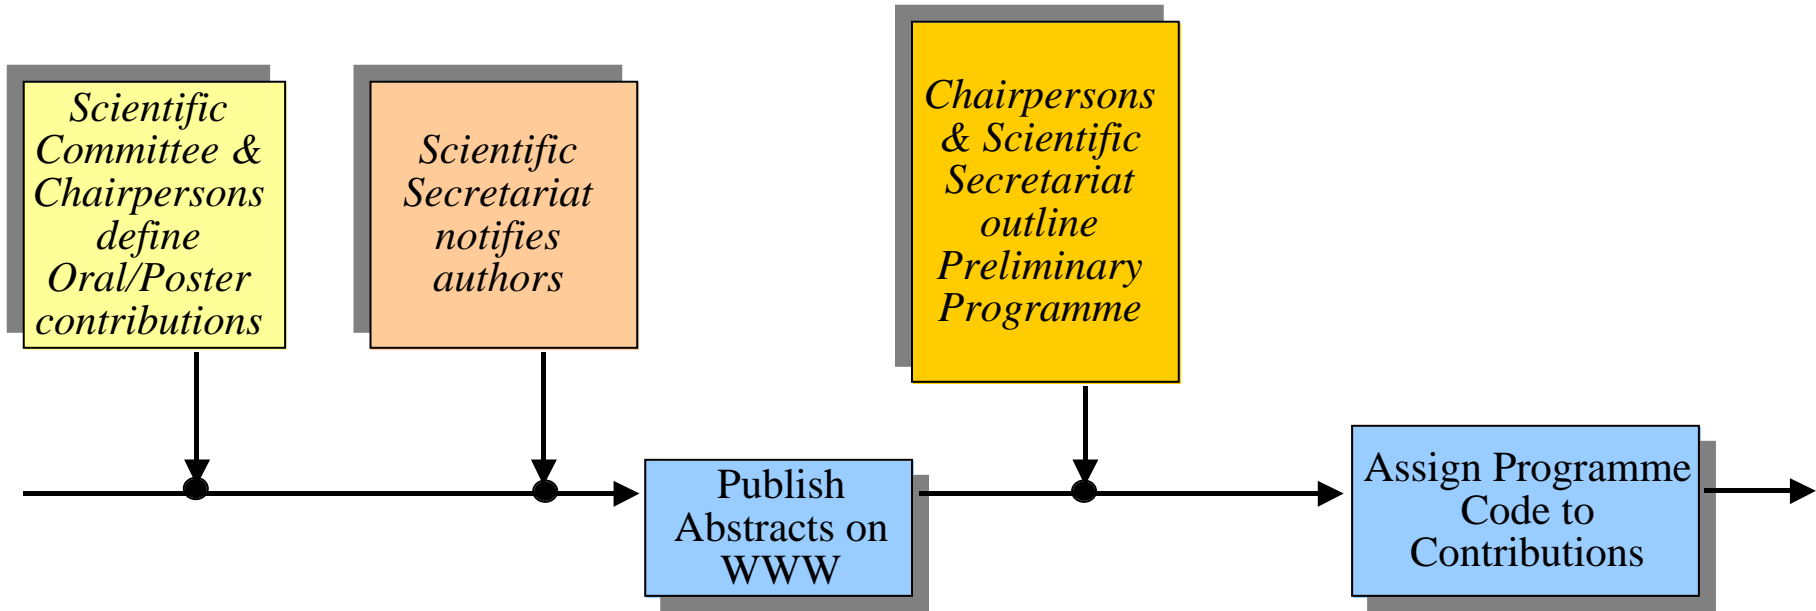 Scientific
Committee &
Chairpersons
define
Oral/Poster
contributions
Scientific
Secretariat
notifies
authors
Chairpersons
& Scientific
Secretariat
outline
Preliminary
Programme
Publish
Abstracts on
WWW
Assign Programme
Code to
Contributions